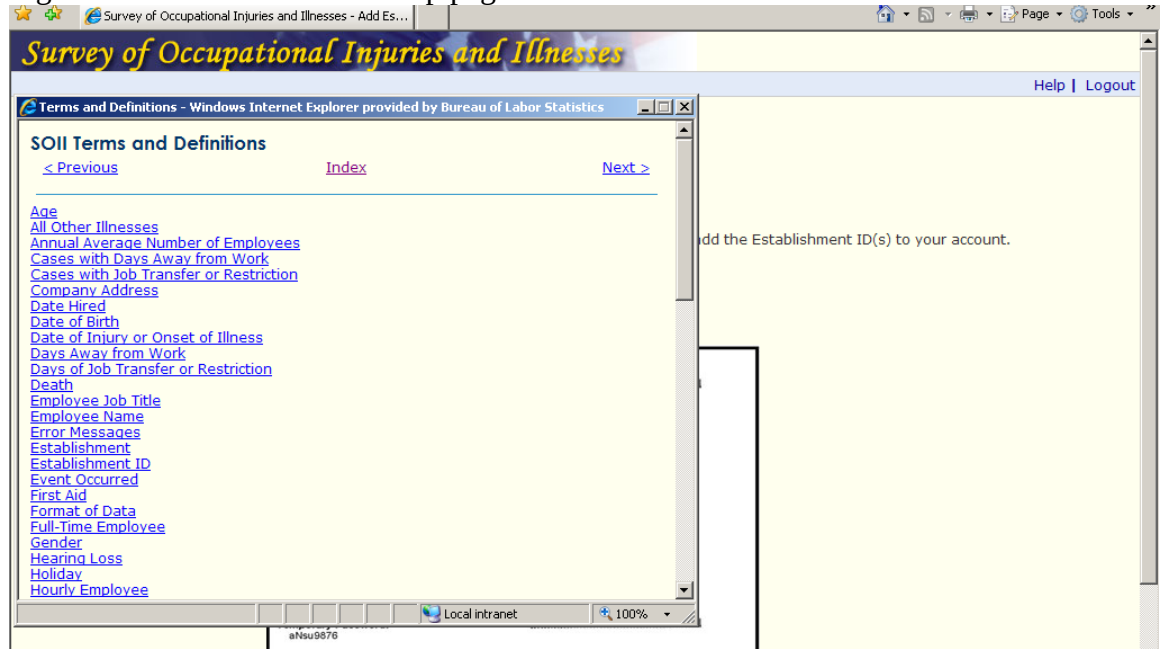 Survey of Occupational Injuries and Illnesses - Add Es...
Page Tools
Survey of Occupational Injuries and Illnesses
Help | Logout
Terms and Definitions - Windows Internet Explorer provided by Bureau of Labor Statistics
SOII Terms and Definitions
< Previous Index Next >
Age
All Other Illnesses
Annual Average Number of Employees
Cases with Days Away from Work
Cases with Job Transfer or Restriction
Company Address
Date Hired
Date of Birth
Date of Injury or Onset of Illness
Days Away from Work
Days of Job Transfer or Restriction
Death
Employee Job Title
Employee Name
Error Messages
Establishment
Establishment ID
Event Occurred
First Aid
Format of Data
Full-Time Employee
Gender
Hearing Loss
Holiday
Hourly Employee
add the Establishment ID(s) to your account.
Local intranet 100%
aNsu9876